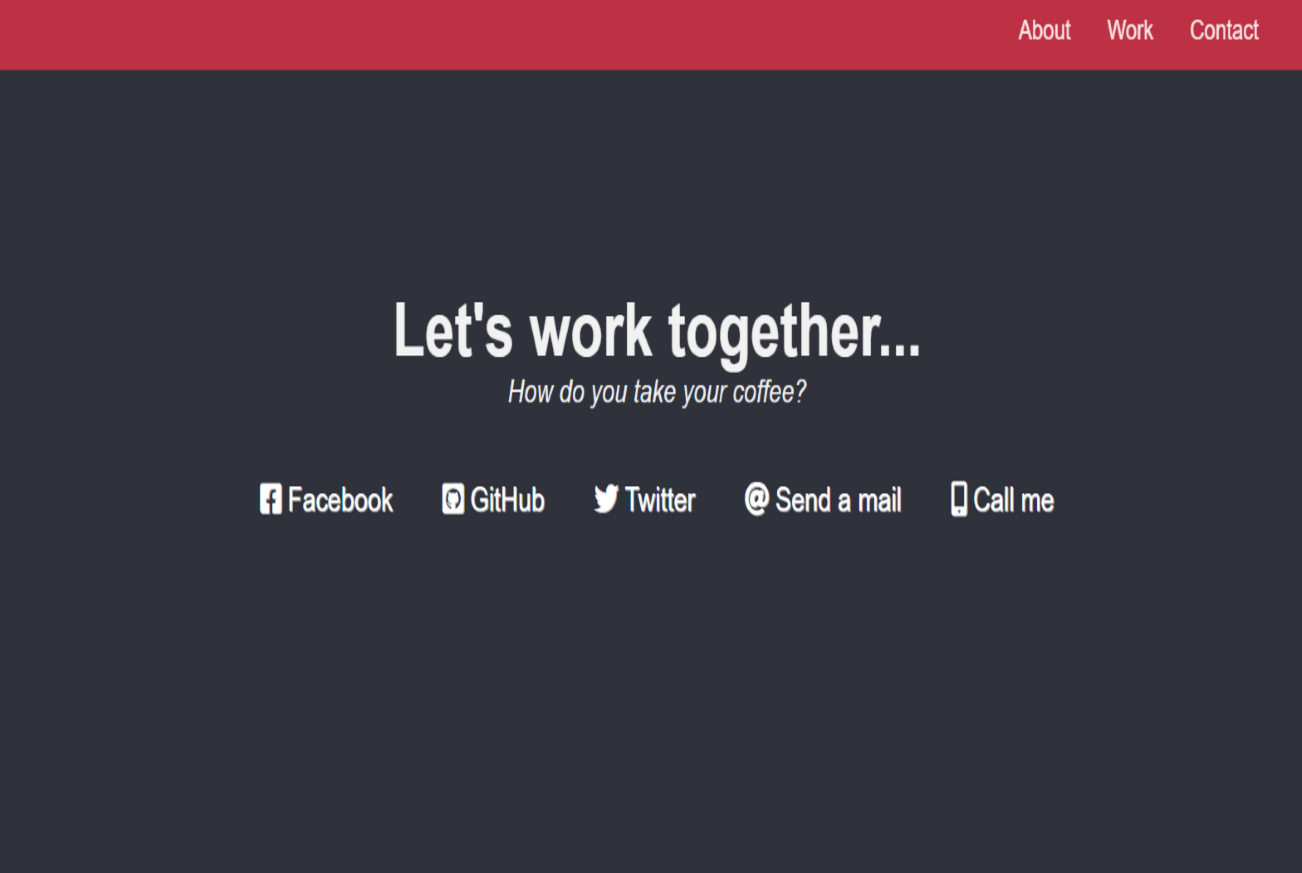 About Work Contact
Let's work together...
How do you take your coffee?
Facebook GitHub Twitter @ Send a mail Call me